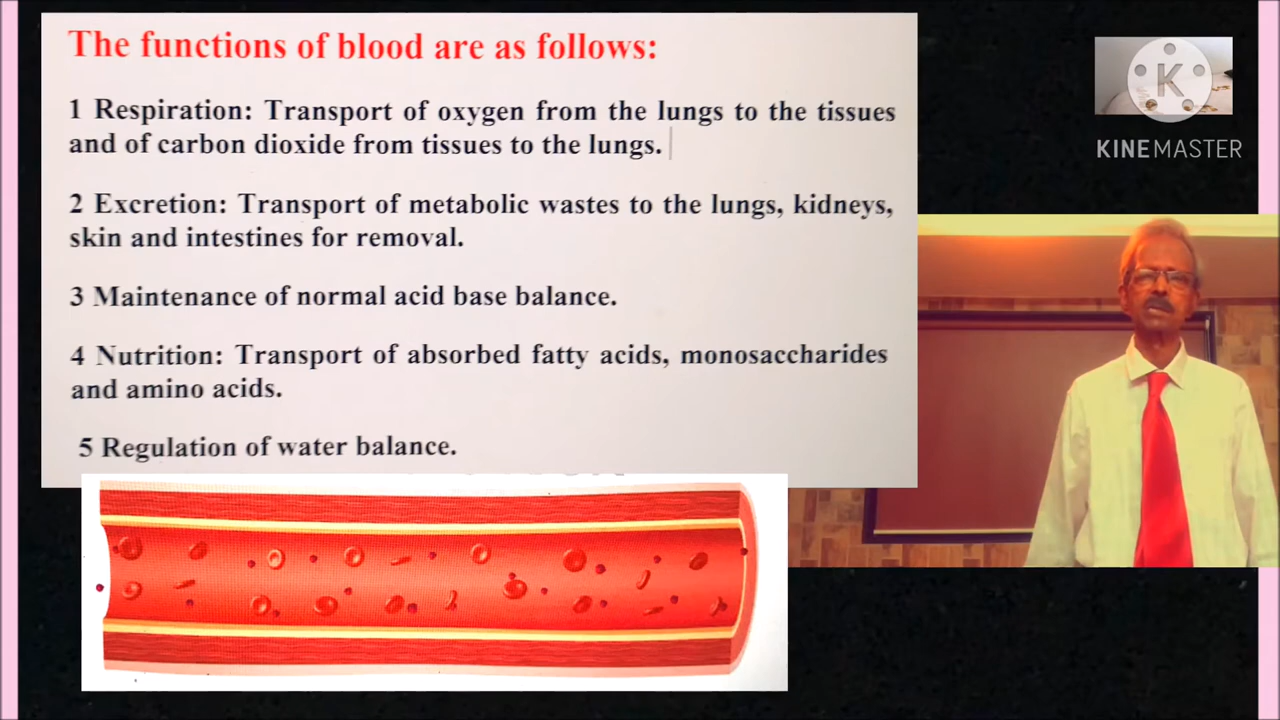 The functions of blood are as follows:
1 Respiration: Transport of oxygen from the lungs to the tissues
and of carbon dioxide from tissues to the lungs.
2 Excretion: Transport of metabolic wastes to the lungs, kidneys,
skin and intestines for removal.
3 Maintenance of normal acid base balance.
4 Nutrition: Transport of absorbed fatty acids, monosaccharides
and amino acids.
5 Regulation of water balance.
K
KINEMASTER